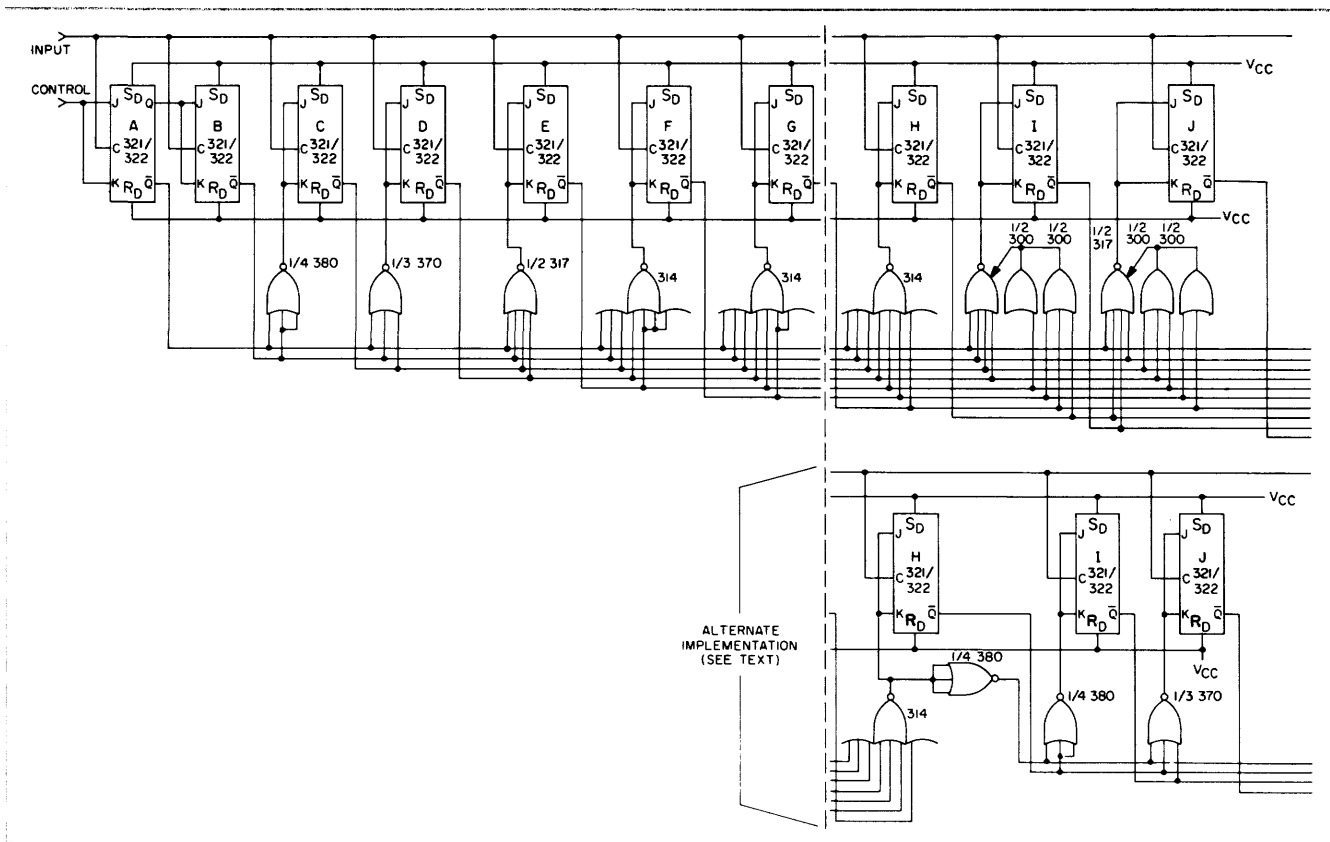 INPUT
CONTROL
VCC
J SD Q
A
C 321/
322
K RD Q̄
J SD
B
C 321/
322
K RD Q̄
J SD
C
C 321/
322
K RD Q̄
J SD
D
C 321/
322
K RD Q̄
J SD
E
C 321/
322
K RD Q̄
J SD
F
C 321/
322
K RD Q̄
J SD
G
C 321/
322
K RD Q̄
J SD
H
C 321/
322
K RD Q̄
J SD
I
C 321/
322
K RD Q̄
J SD
J
C 321/
322
K RD Q̄
VCC
1/4 380
1/3 370
1/2 317
314
314
314
1/2
300
1/2
300
1/2
317
1/2
300
1/2
300
VCC
J SD
H
C 321/
322
K RD Q̄
J SD
I
C 321/
322
K RD Q̄
J SD
J
C 321/
322
K RD Q̄
VCC
ALTERNATE
IMPLEMENTATION
(SEE TEXT)
1/4 380
314
1/4 380
1/3 370